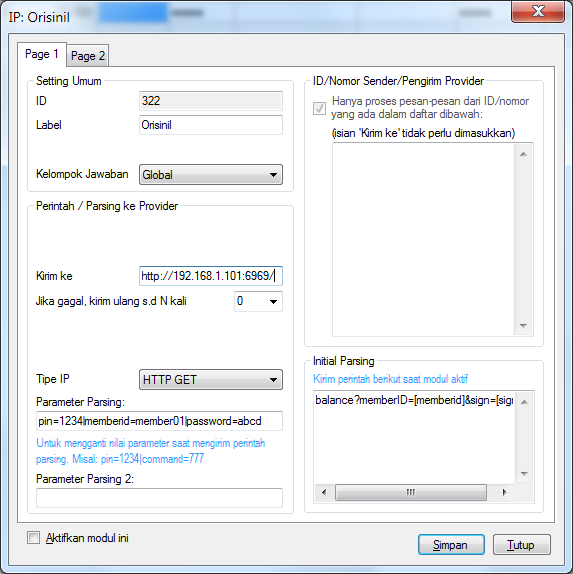 IP: Orisinil
Page 1
Page 2
Setting Umum
ID
322
Label
Orisinil
Kelompok Jawaban
Global
Perintah / Parsing ke Provider
Kirim ke
http://192.168.1.101:6969/
Jika gagal, kirim ulang s.d N kali
0
Tipe IP
HTTP GET
Parameter Parsing:
pin=1234|memberid=member01|password=abcd
Untuk mengganti nilai parameter saat mengirim perintah
parsing. Misal: pin=1234|command=777
Parameter Parsing 2:
ID/Nomor Sender/Pengirim Provider
Hanya proses pesan-pesan dari ID/nomor
yang ada dalam daftar dibawah:
(isian 'Kirim ke' tidak perlu dimasukkan)
Initial Parsing
Kirim perintah berikut saat modul aktif
balance?memberID=[memberid]&sign=[sign
Aktifkan modul ini
Simpan
Tutup